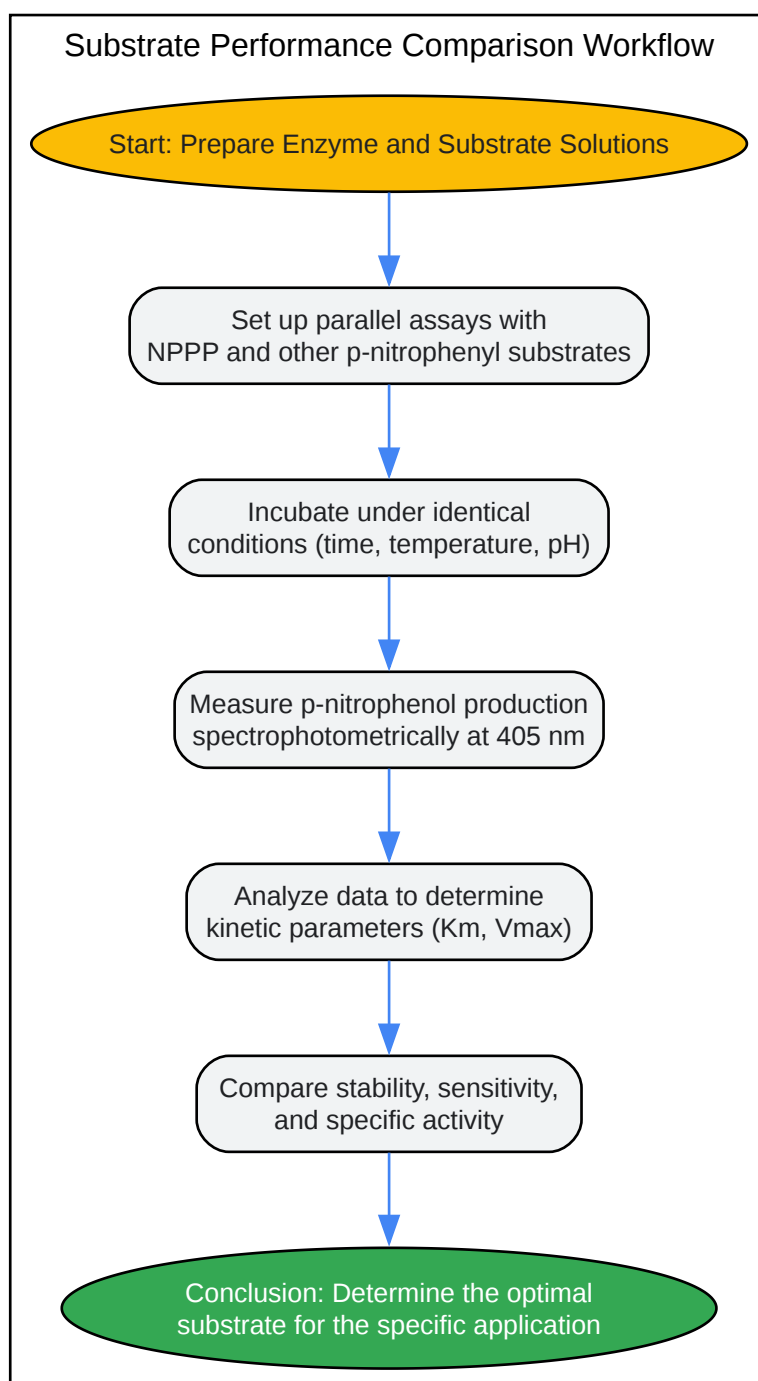 Substrate Performance Comparison Workflow
Start: Prepare Enzyme and Substrate Solutions
Set up parallel assays with
NPPP and other p-nitrophenyl substrates
Incubate under identical
conditions (time, temperature, pH)
Measure p-nitrophenol production
spectrophotometrically at 405 nm
Analyze data to determine
kinetic parameters (Km, Vmax)
Compare stability, sensitivity,
and specific activity
Conclusion: Determine the optimal
substrate for the specific application